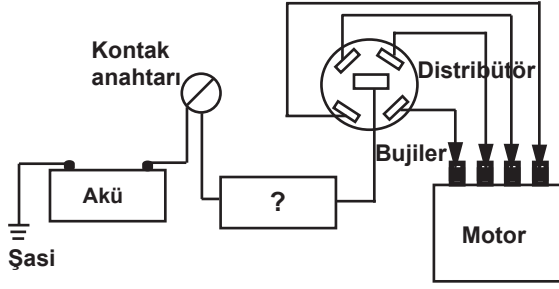 Kontak
anahtarı
Distribütör
Bujiler
Akü
?
Motor
Şasi